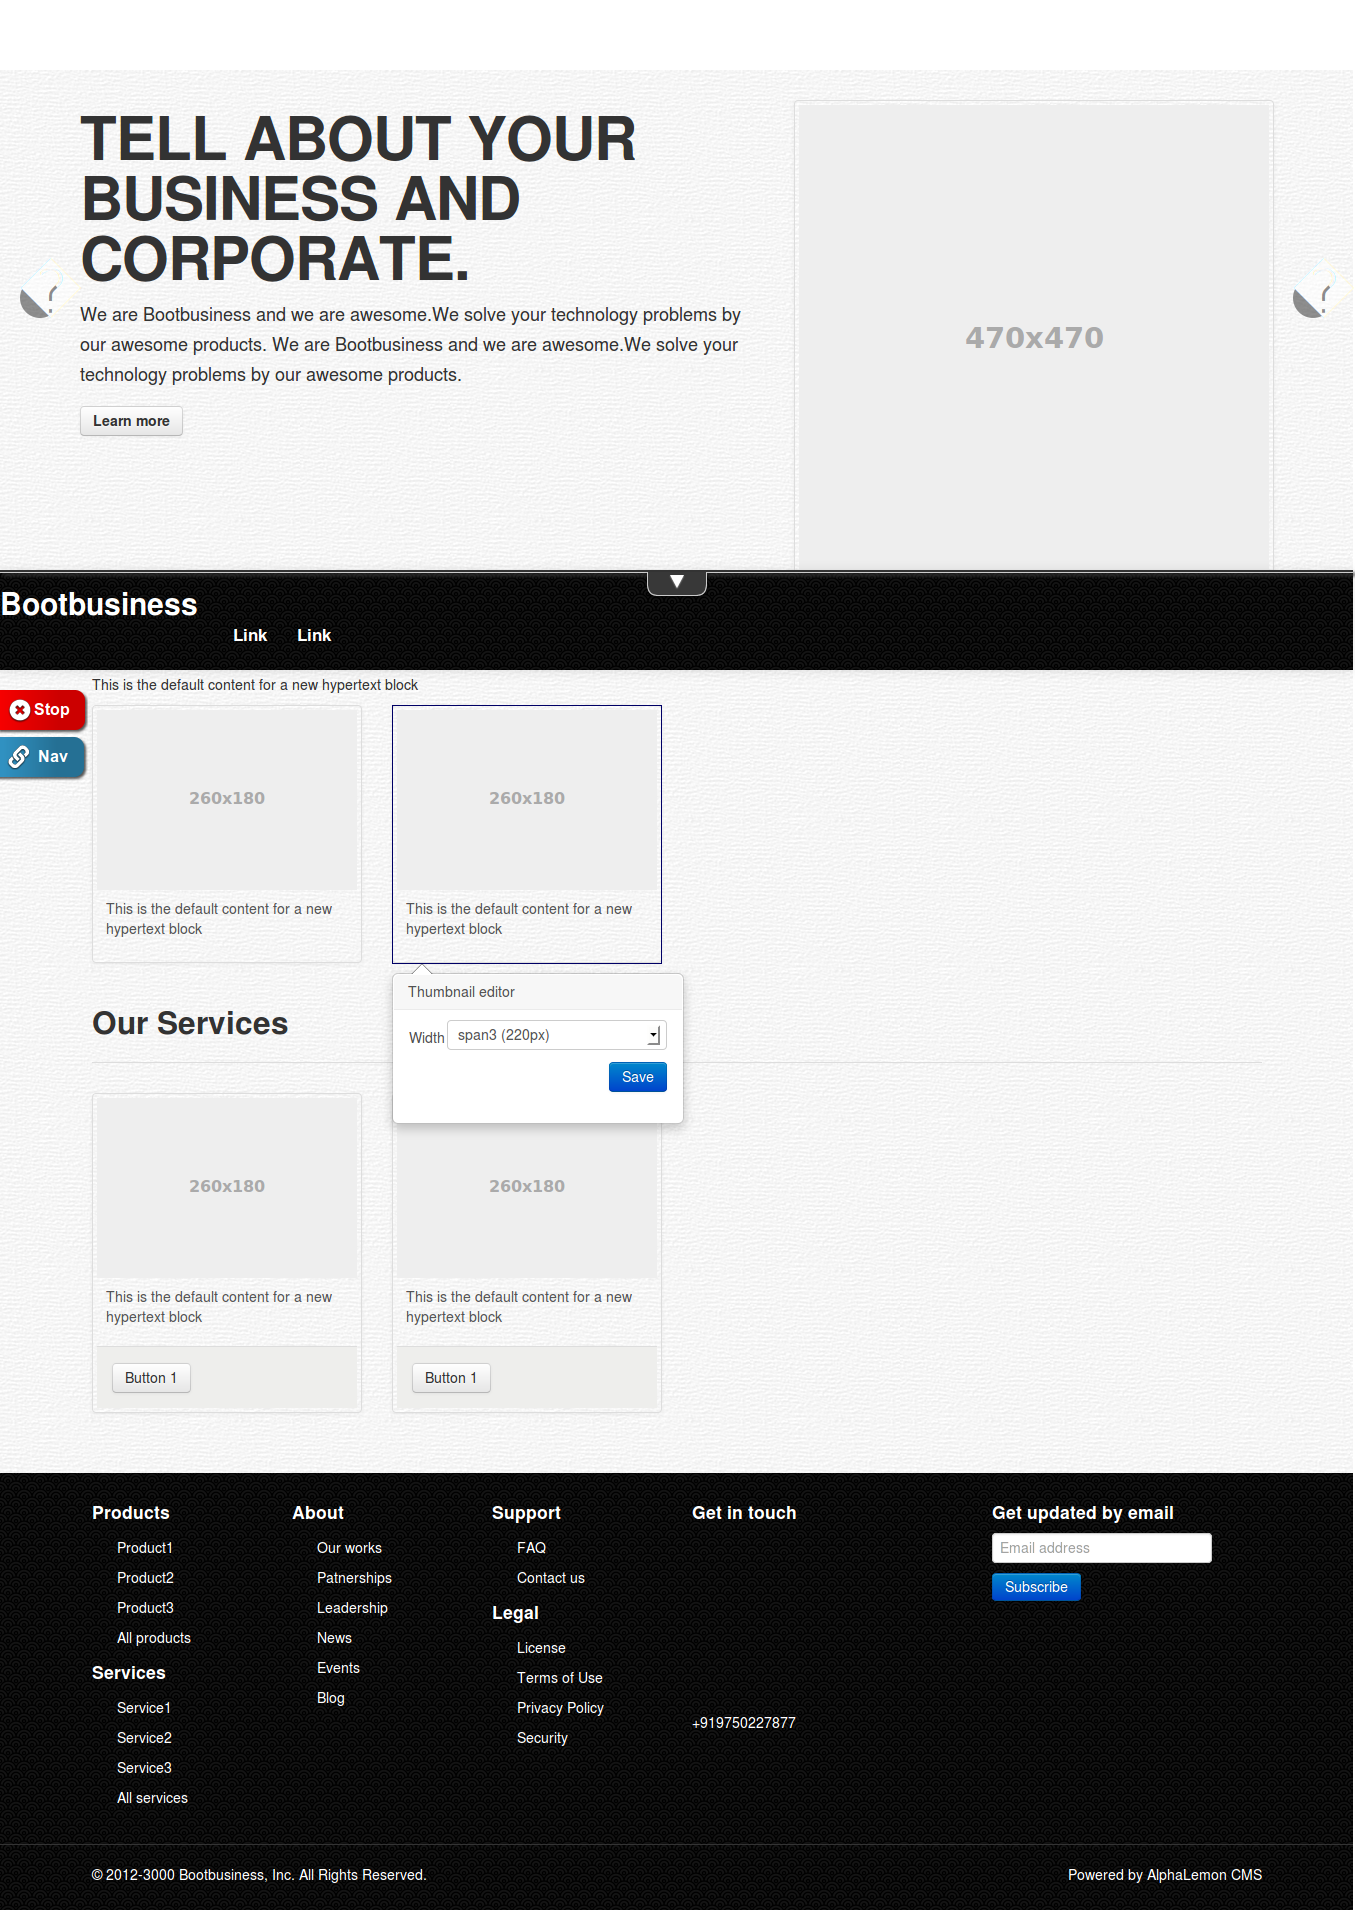 TELL ABOUT YOUR
BUSINESS AND
CORPORATE.
We are Bootbusiness and we are awesome.We solve your technology problems by
our awesome products. We are Bootbusiness and we are awesome.We solve your
technology problems by our awesome products.
Learn more
470x470
Bootbusiness
Link Link
This is the default content for a new hypertext block
Stop
Nav
260x180
260x180
This is the default content for a new
hypertext block
This is the default content for a new
hypertext block
Thumbnail editor
Width span3 (220px)
Save
Our Services
260x180
260x180
This is the default content for a new
hypertext block
Button 1
This is the default content for a new
hypertext block
Button 1
Products
Product1
Product2
Product3
All products
Services
Service1
Service2
Service3
All services
About
Our works
Patnerships
Leadership
News
Events
Blog
Support
FAQ
Contact us
Legal
License
Terms of Use
Privacy Policy
Security
Get in touch
+919750227877
Get updated by email
Email address
Subscribe
© 2012-3000 Bootbusiness, Inc. All Rights Reserved.
Powered by AlphaLemon CMS